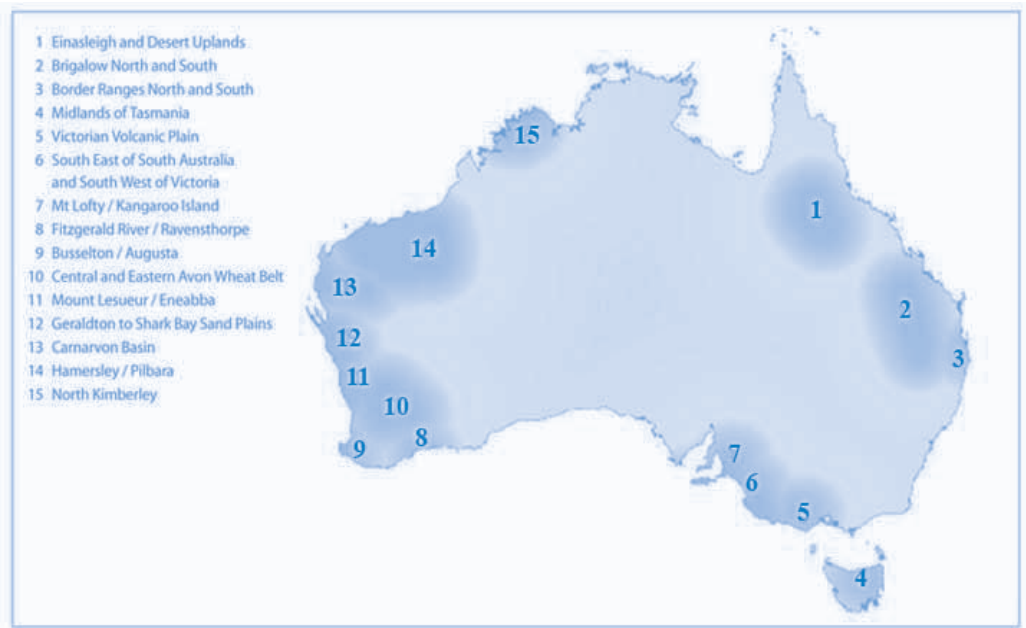 1 Einasleigh and Desert Uplands
2 Brigalow North and South
3 Border Ranges North and South
4 Midlands of Tasmania
5 Victorian Volcanic Plain
6 South East of South Australia
and South West of Victoria
7 Mt Lofty / Kangaroo Island
8 Fitzgerald River / Ravensthorpe
9 Busselton / Augusta
10 Central and Eastern Avon Wheat Belt
11 Mount Lesueur / Eneabba
12 Geraldton to Shark Bay Sand Plains
13 Carnarvon Basin
14 Hamersley / Pilbara
15 North Kimberley
15
1
14
13
2
12
3
11
10
8
9
7
6
5
4